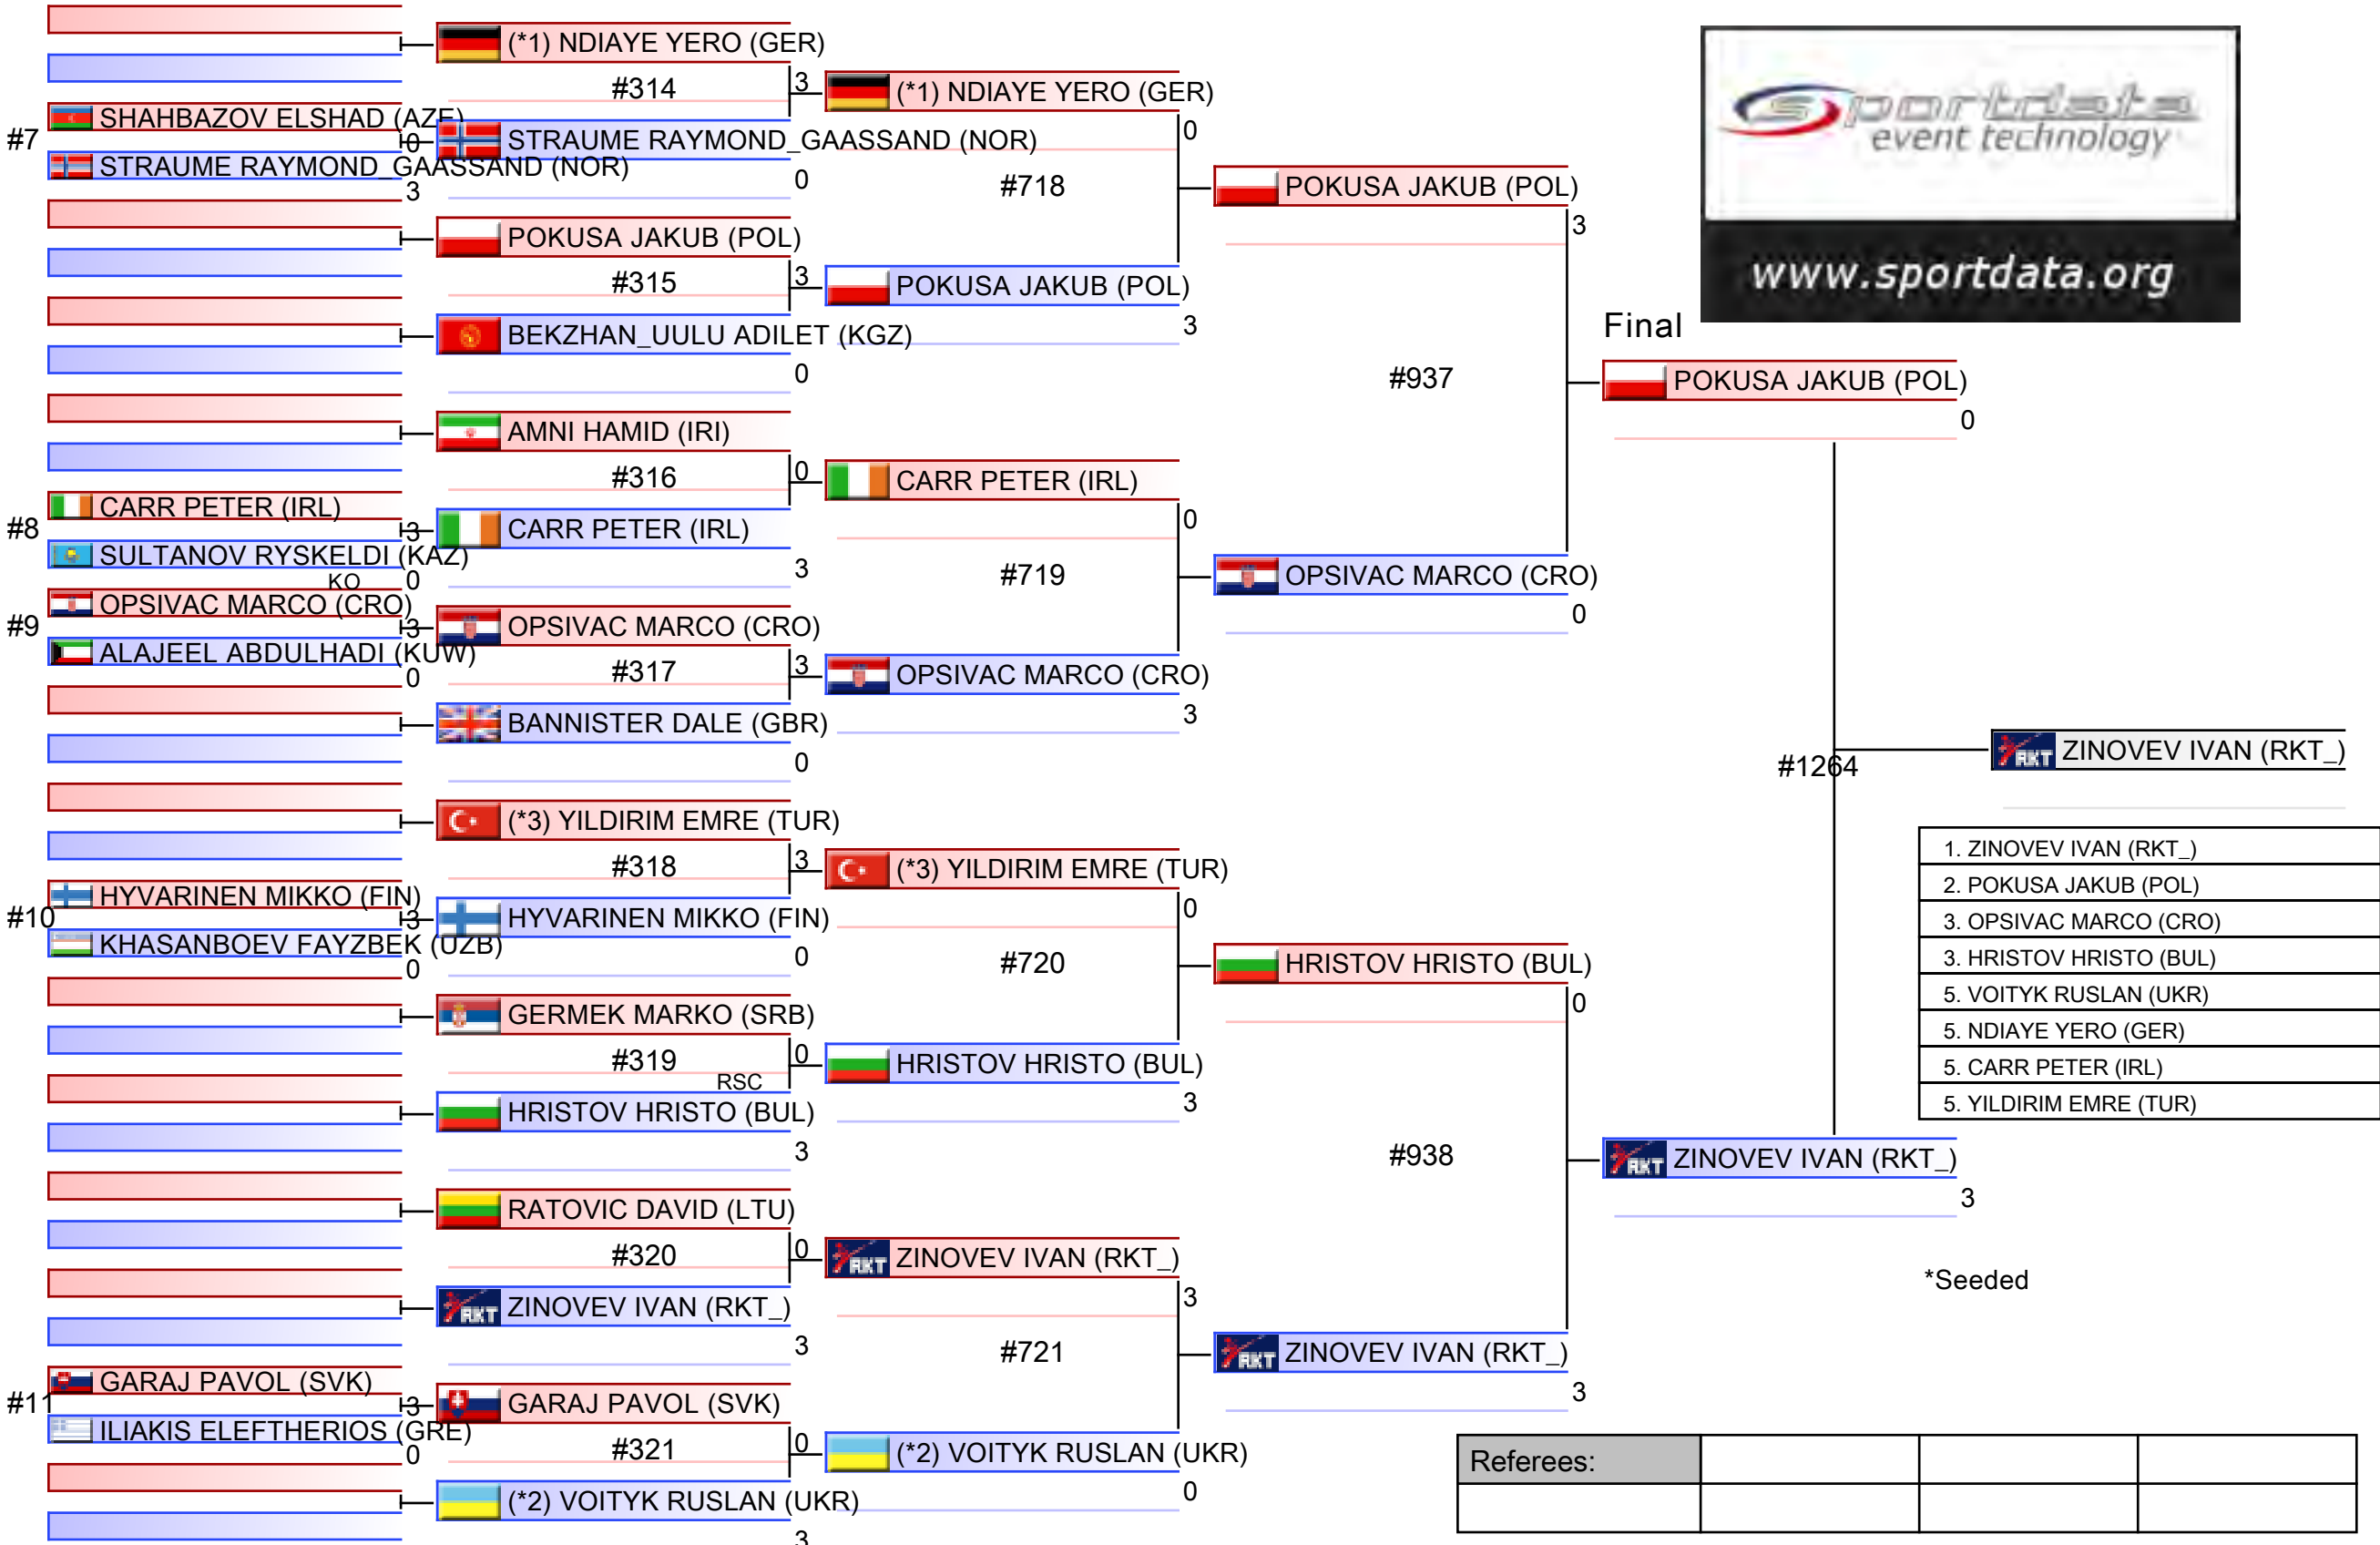 #7
SHAHBAZOV ELSHAD (AZE)
0
STRAUME RAYMOND_GAASSAND (NOR)
3
#8
CARR PETER (IRL)
3
SULTANOV RYSKELDI (KAZ)
KO 0
#9
OPSIVAC MARCO (CRO)
3
ALAJEEL ABDULHADI (KUW)
0
#10
HYVARINEN MIKKO (FIN)
3
KHASANBOEV FAYZBEK (UZB)
0
#11
GARAJ PAVOL (SVK)
3
ILIAKIS ELEFTHERIOS (GRE)
0
(*1) NDIAYE YERO (GER)
#314 3
STRAUME RAYMOND_GAASSAND (NOR)
0
POKUSA JAKUB (POL)
#315 3
BEKZHAN_UULU ADILET (KGZ)
0
AMNI HAMID (IRI)
#316 0
CARR PETER (IRL)
3
OPSIVAC MARCO (CRO)
#317 3
BANNISTER DALE (GBR)
0
(*3) YILDIRIM EMRE (TUR)
#318 3
HYVARINEN MIKKO (FIN)
0
GERMEK MARKO (SRB)
#319 0
RSC
HRISTOV HRISTO (BUL)
3
RATOVIC DAVID (LTU)
#320 0
RKT ZINOVEV IVAN (RKT_)
3
GARAJ PAVOL (SVK)
#321 0
(*2) VOITYK RUSLAN (UKR)
3
(*1) NDIAYE YERO (GER)
0
#718
POKUSA JAKUB (POL)
3
CARR PETER (IRL)
0
#719
OPSIVAC MARCO (CRO)
3
(*3) YILDIRIM EMRE (TUR)
0
#720
HRISTOV HRISTO (BUL)
3
RKT ZINOVEV IVAN (RKT_)
3
#721
(*2) VOITYK RUSLAN (UKR)
0
POKUSA JAKUB (POL)
3
#937
OPSIVAC MARCO (CRO)
0
HRISTOV HRISTO (BUL)
0
#938
RKT ZINOVEV IVAN (RKT_)
3
sportdata
event technology
www.sportdata.org
Final
POKUSA JAKUB (POL)
0
#1264
RKT ZINOVEV IVAN (RKT_)
3
RKT ZINOVEV IVAN (RKT_)
1. ZINOVEV IVAN (RKT_)
2. POKUSA JAKUB (POL)
3. OPSIVAC MARCO (CRO)
3. HRISTOV HRISTO (BUL)
5. VOITYK RUSLAN (UKR)
5. NDIAYE YERO (GER)
5. CARR PETER (IRL)
5. YILDIRIM EMRE (TUR)
*Seeded
Referees: